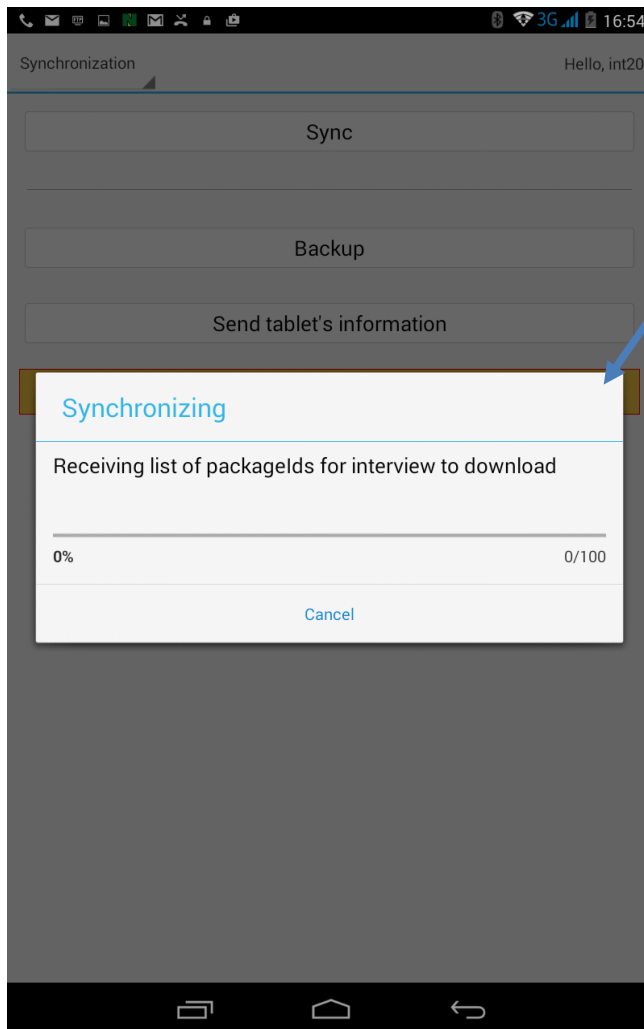 3G 16:54
Synchronization Hello, int20
Sync
Backup
Send tablet's information
Synchronizing
Receiving list of packageIds for interview to download
0% 0/100
Cancel